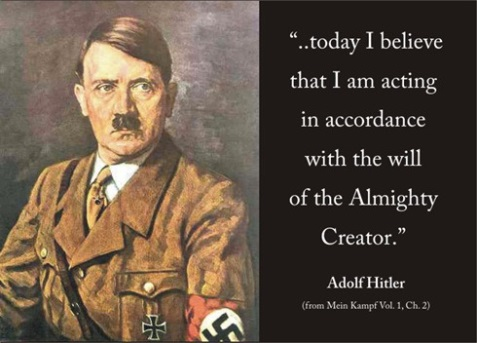 “..today I believe
that I am acting
in accordance
with the will
of the Almighty
Creator.”
Adolf Hitler
(from Mein Kampf Vol. 1, Ch. 2)